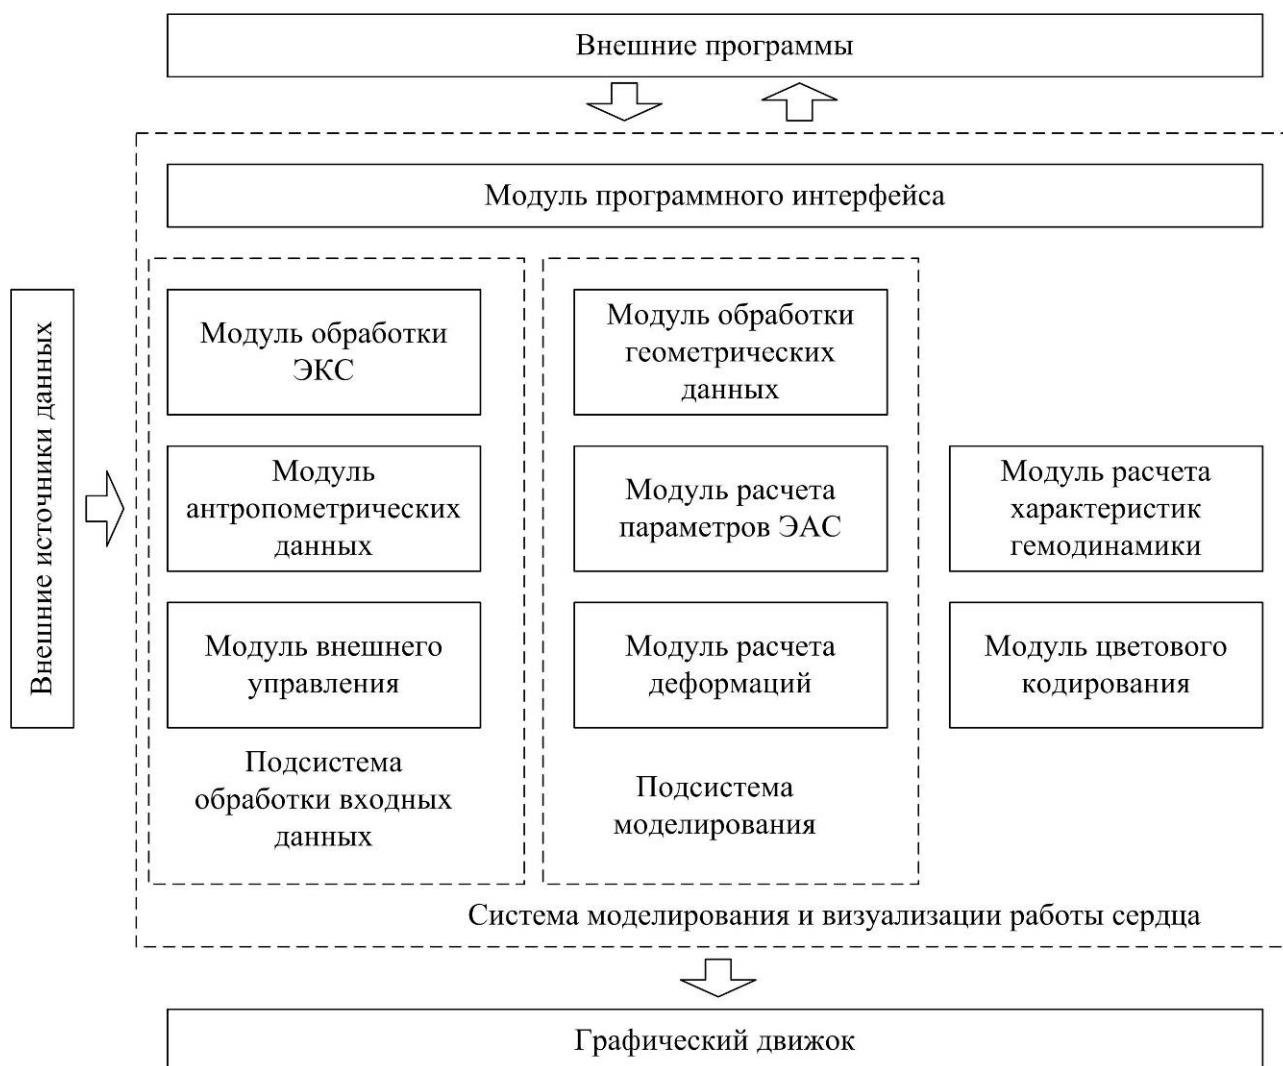 Внешние программы
Модуль программного интерфейса
Внешние источники данных
Модуль обработки
ЭКС
Модуль
антропометрических
данных
Модуль внешнего
управления
Подсистема
обработки входных
данных
Модуль обработки
геометрических
данных
Модуль расчета
параметров ЭАС
Модуль расчета
деформаций
Подсистема
моделирования
Модуль расчета
характеристик
гемодинамики
Модуль цветового
кодирования
Система моделирования и визуализации работы сердца
Графический движок